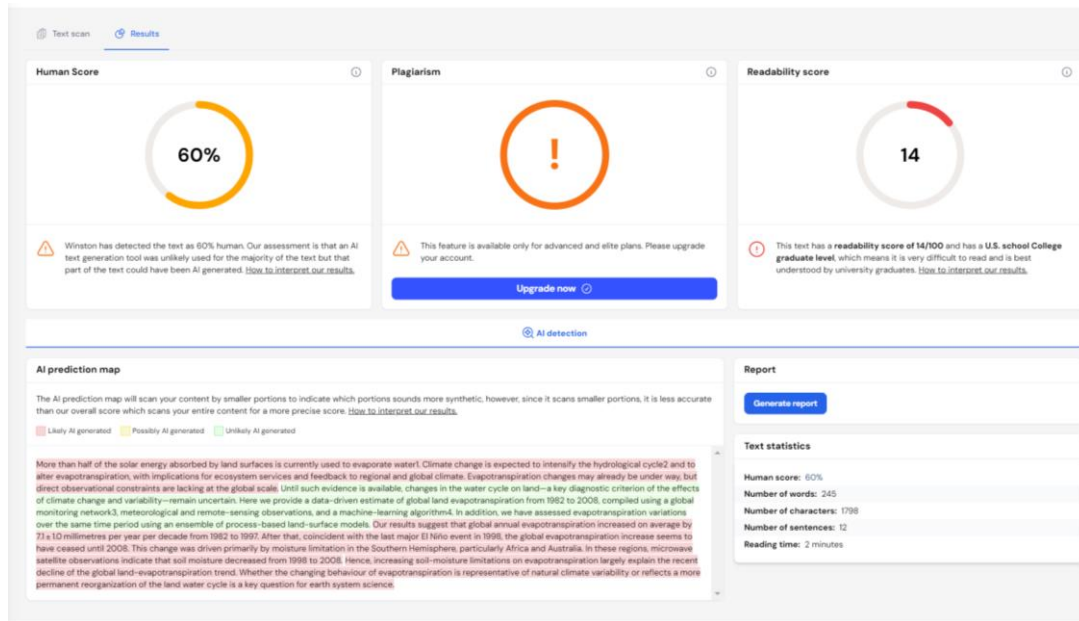 Text scan
Results
Human Score
60%
Winston has detected the text as 60% human. Our assessment is that an AI
text generation tool was unlikely used for the majority of the text but that
part of the text could have been AI generated. How to interpret our results.
Plagiarism
!
This feature is available only for advanced and elite plans. Please upgrade
your account.
Upgrade now
Readability score
14
This text has a readability score of 14/100 and has a U.S. school College
graduate level, which means it is very difficult to read and is best
understood by university graduates. How to interpret our results.
AI detection
AI prediction map
The AI prediction map will scan your content by smaller portions to indicate which portions sounds more synthetic, however, since it scans smaller portions, it is less accurate
than our overall score which scans your entire content for a more precise score. How to interpret our results.
Likely AI generated
Possibly AI generated
Unlikely AI generated
More than half of the solar energy absorbed by land surfaces is currently used to evaporate water1. Climate change is expected to intensify the hydrological cycle2 and to
alter evapotranspiration, with implications for ecosystem services and feedback to regional and global climate. Evapotranspiration changes may already be under way, but
direct observational constraints are lacking at the global scale. Until such evidence is available, changes in the water cycle on land—a key diagnostic criterion of the effects
of climate change and variability—remain uncertain. Here we provide a data-driven estimate of global land evapotranspiration from 1982 to 2008, compiled using a global
monitoring network3, meteorological and remote-sensing observations, and a machine-learning algorithm4. In addition, we have assessed evapotranspiration variations
over the same time period using an ensemble of process-based land-surface models. Our results suggest that global annual evapotranspiration increased on average by
7.1 ± 1.0 millimetres per year per decade from 1982 to 1997. After that, coincident with the last major El Niño event in 1998, the global evapotranspiration increase seems to
have ceased until 2008. This change was driven primarily by moisture limitation in the Southern Hemisphere, particularly Africa and Australia. In these regions, microwave
satellite observations indicate that soil moisture decreased from 1998 to 2008. Hence, increasing soil-moisture limitations on evapotranspiration largely explain the recent
decline of the global land-evapotranspiration trend. Whether the changing behaviour of evapotranspiration is representative of natural climate variability or reflects a more
permanent reorganization of the land water cycle is a key question for earth system science.
Report
Generate report
Text statistics
Human score: 60%
Number of words: 245
Number of characters: 1798
Number of sentences: 12
Reading time: 2 minutes